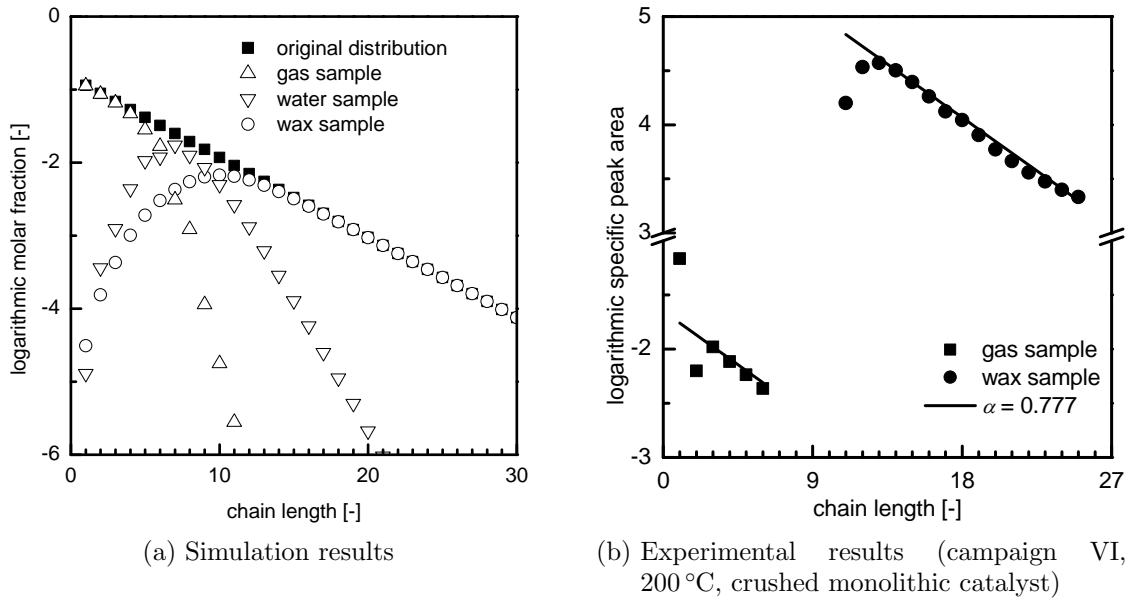 0
-2
-4
-6
0
10
20
30
logarithmic molar fraction [-]
chain length [-]
original distribution
gas sample
water sample
wax sample
(a) Simulation results
5
4
3
-2
-3
0
9
18
27
logarithmic specific peak area
chain length [-]
gas sample
wax sample
α = 0.777
(b) Experimental results (campaign VI,
200 °C, crushed monolithic catalyst)